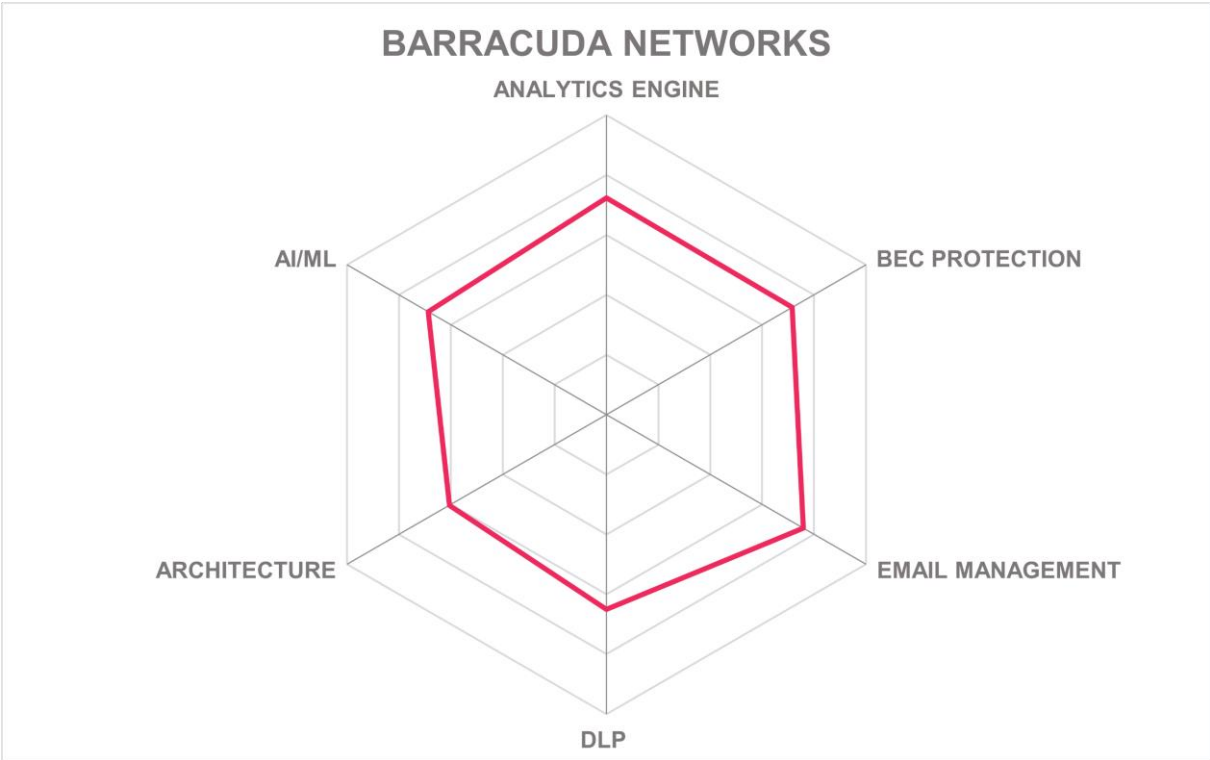 BARRACUDA NETWORKS
ANALYTICS ENGINE
AI/ML
BEC PROTECTION
ARCHITECTURE
EMAIL MANAGEMENT
DLP